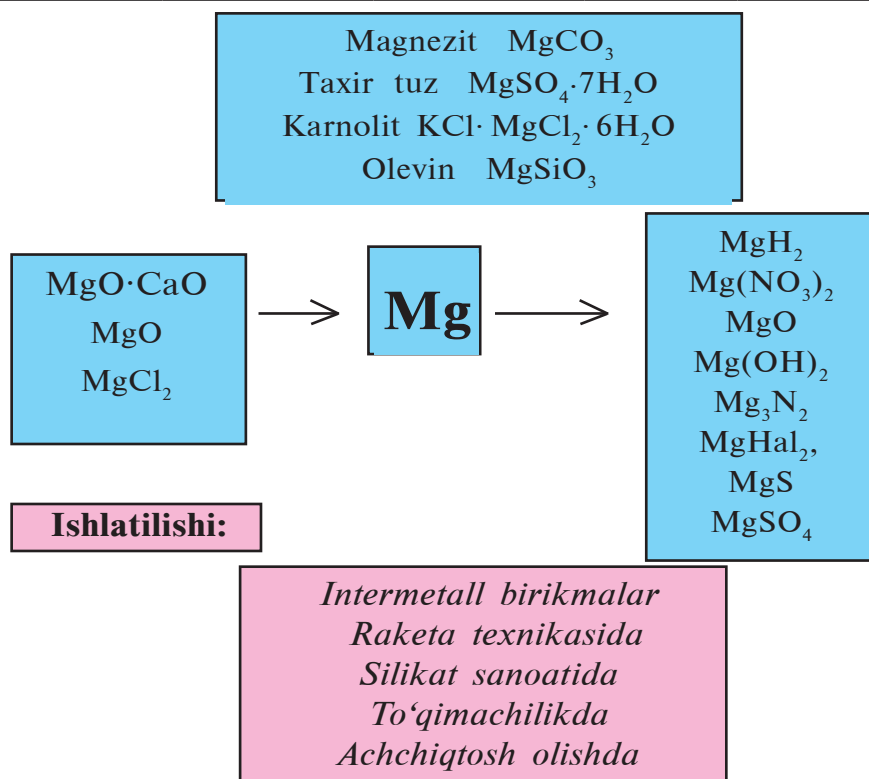 Magnezit MgCO₃
Taxir tuz MgSO₄·7H₂O
Karnolit KCl· MgCl₂· 6H₂O
Olevin MgSiO₃
MgO·CaO
MgO
MgCl₂
Mg
MgH₂
Mg(NO₃)₂
MgO
Mg(OH)₂
Mg₃N₂
MgHal₂,
MgS
MgSO₄
Ishlatilishi:
Intermetall birikmalar
Raketa texnikasida
Silikat sanoatida
To‘qimachilikda
Achchiqtosh olishda